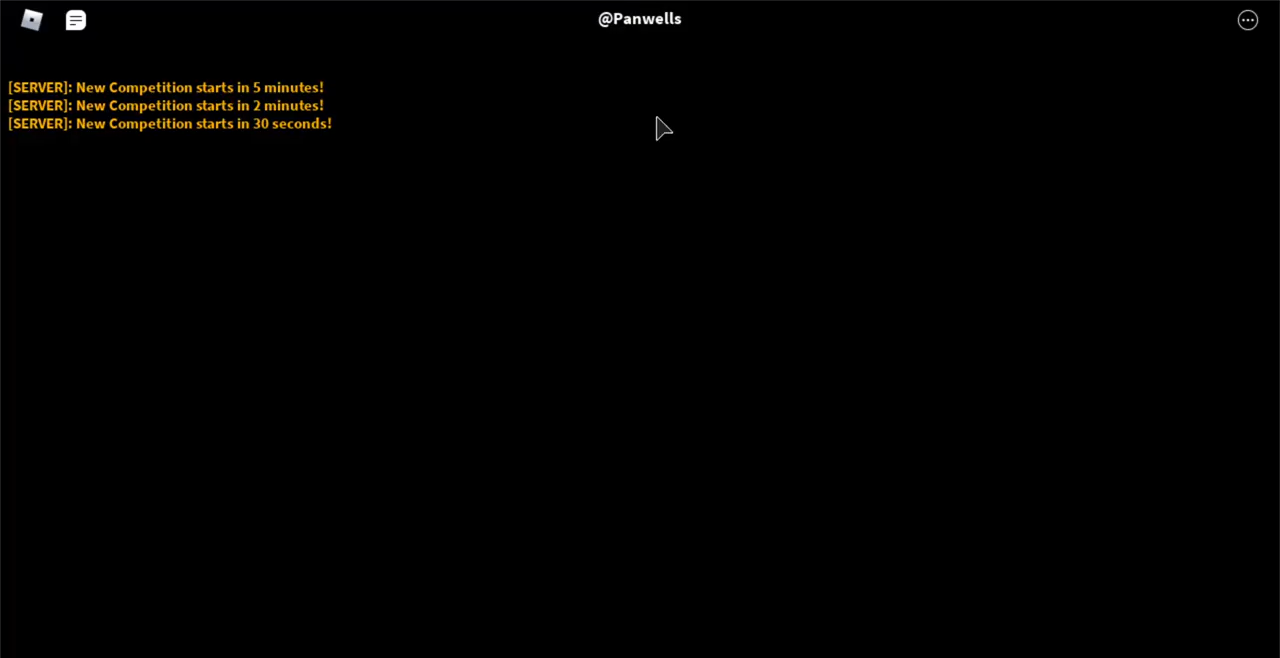 @Panwells
[SERVER]: New Competition starts in 5 minutes!
[SERVER]: New Competition starts in 2 minutes!
[SERVER]: New Competition starts in 30 seconds!